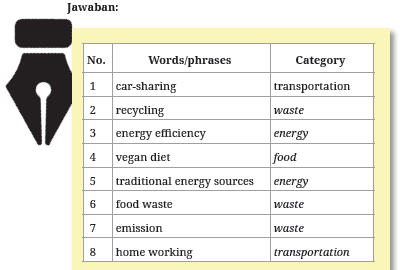 Jawaban:
No. Words/phrases Category
1 car-sharing transportation
2 recycling waste
3 energy efficiency energy
4 vegan diet food
5 traditional energy sources energy
6 food waste waste
7 emission waste
8 home working transportation